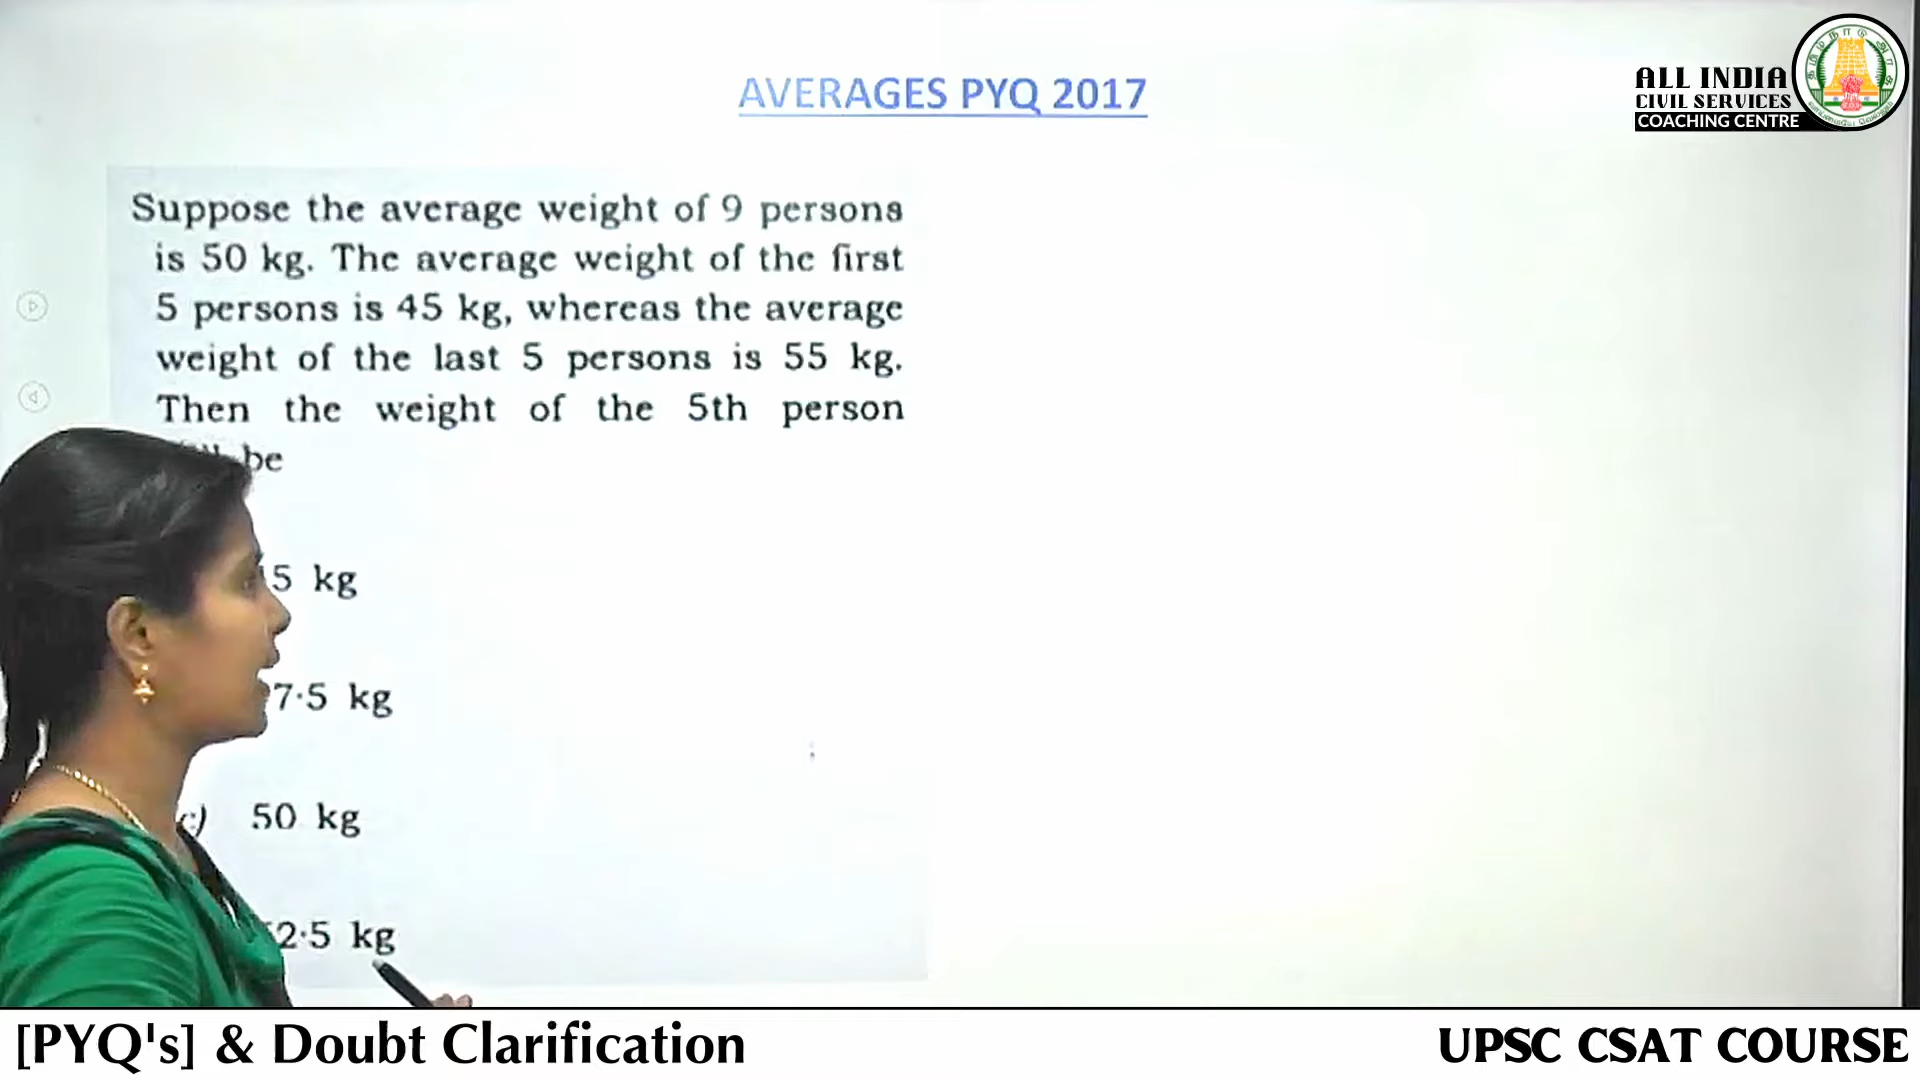 AVERAGES PYQ 2017
ALL INDIA
CIVIL SERVICES
COACHING CENTRE
Suppose the average weight of 9 persons
is 50 kg. The average weight of the first
5 persons is 45 kg, whereas the average
weight of the last 5 persons is 55 kg.
Then the weight of the 5th person
be
5 kg
7·5 kg
c) 50 kg
2·5 kg
[PYQ's] & Doubt Clarification
UPSC CSAT COURSE